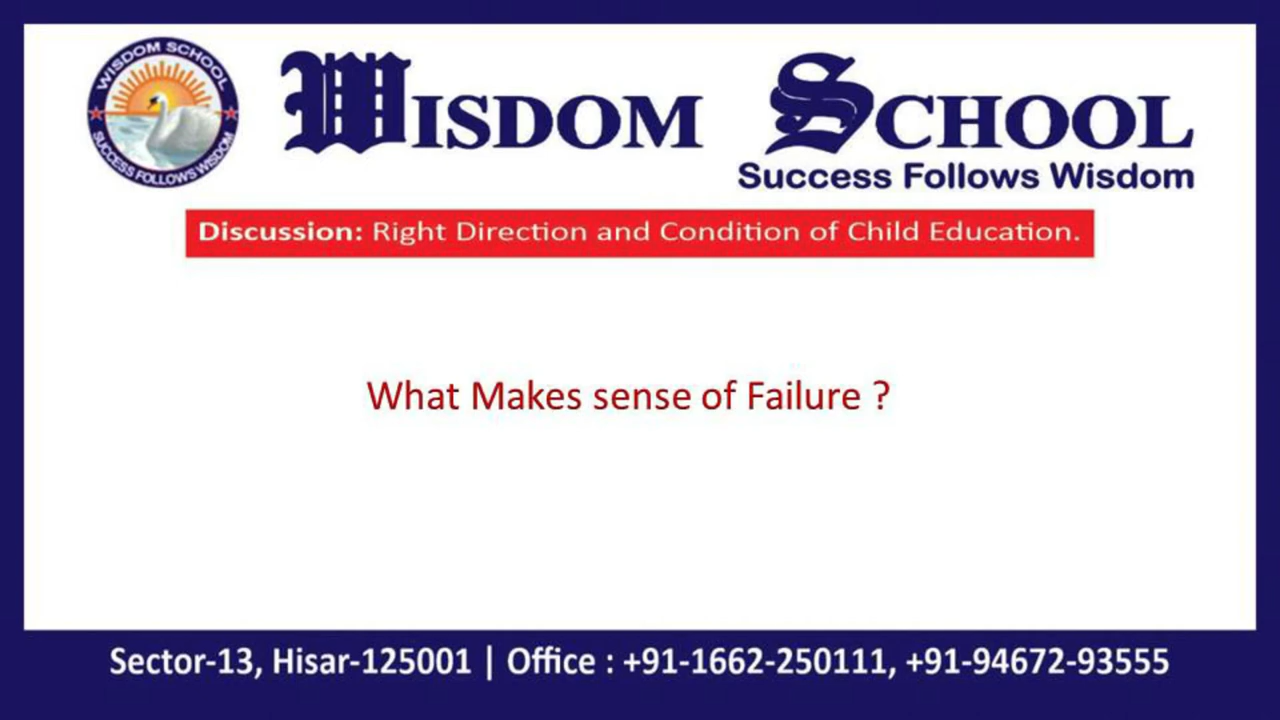 WISDOM SCHOOL
SUCCESS FOLLOWS WISDOM
WISDOM SCHOOL
Success Follows Wisdom
Discussion: Right Direction and Condition of Child Education.
What Makes sense of Failure ?
Sector-13, Hisar-125001 | Office : +91-1662-250111, +91-94672-93555